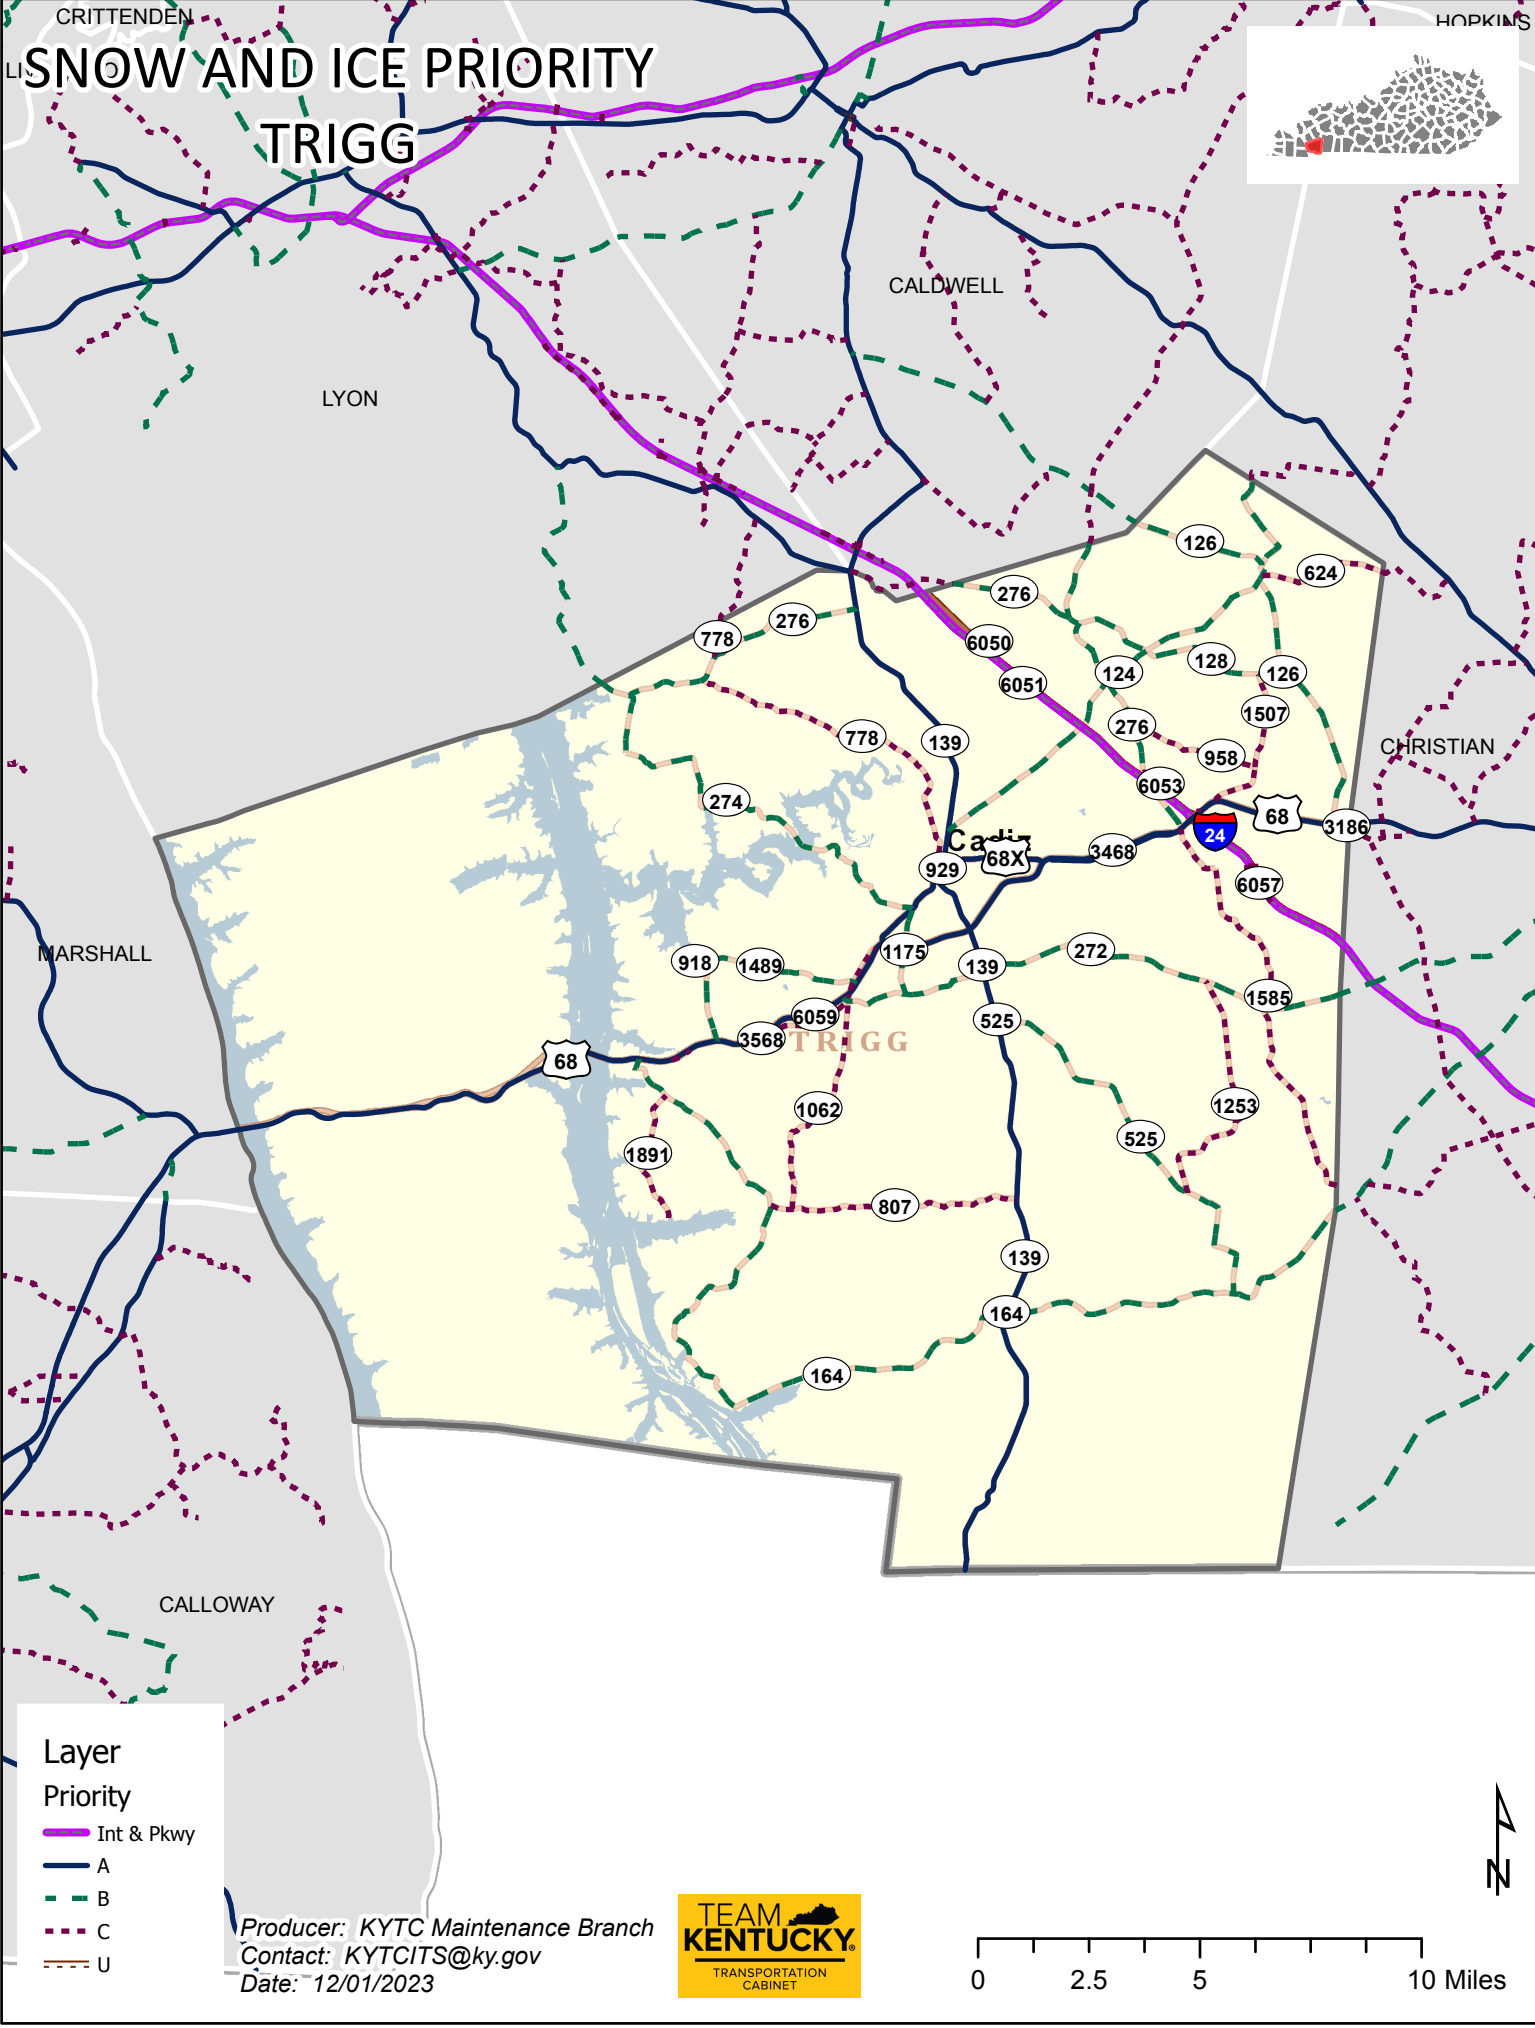 CRITTENDEN
HOPKINS
SNOW AND ICE PRIORITY
TRIGG
CALDWELL
LYON
126
624
276
276
778
6050
128
124
126
6051
1507
276
778
139
958
CHRISTIAN
6053
274
68
3186
24
Cadiz
68X
3468
929
6057
1175
272
MARSHALL
918
1489
139
1585
6059
525
3568
TRIGG
68
1253
1062
525
1891
807
139
164
164
CALLOWAY
Layer
Priority
Int & Pkwy
A
B
C
U
Producer: KYTC Maintenance Branch
Contact: KYTCITS@ky.gov
Date: 12/01/2023
TEAM
KENTUCKY®
TRANSPORTATION
CABINET
N
0 2.5 5 10 Miles